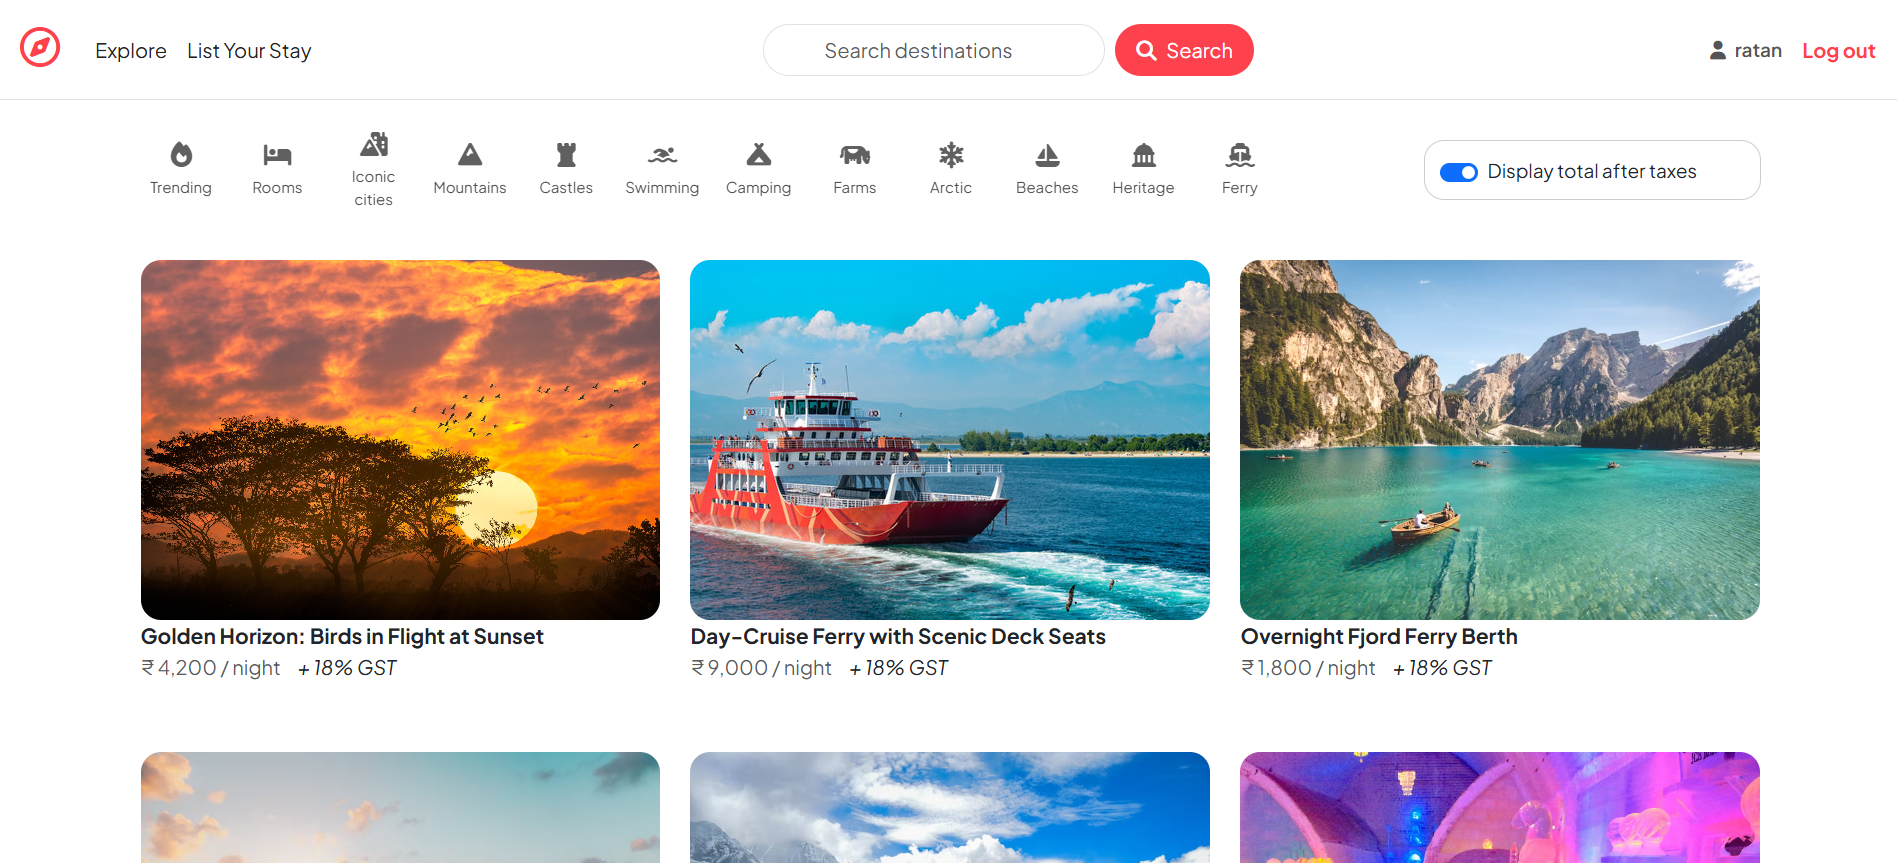 Explore
List Your Stay
Search destinations
Search
ratan
Log out
Trending
Rooms
Iconic
cities
Mountains
Castles
Swimming
Camping
Farms
Arctic
Beaches
Heritage
Ferry
Display total after taxes
Golden Horizon: Birds in Flight at Sunset
₹ 4,200 / night + 18% GST
Day-Cruise Ferry with Scenic Deck Seats
₹ 9,000 / night + 18% GST
Overnight Fjord Ferry Berth
₹ 1,800 / night + 18% GST